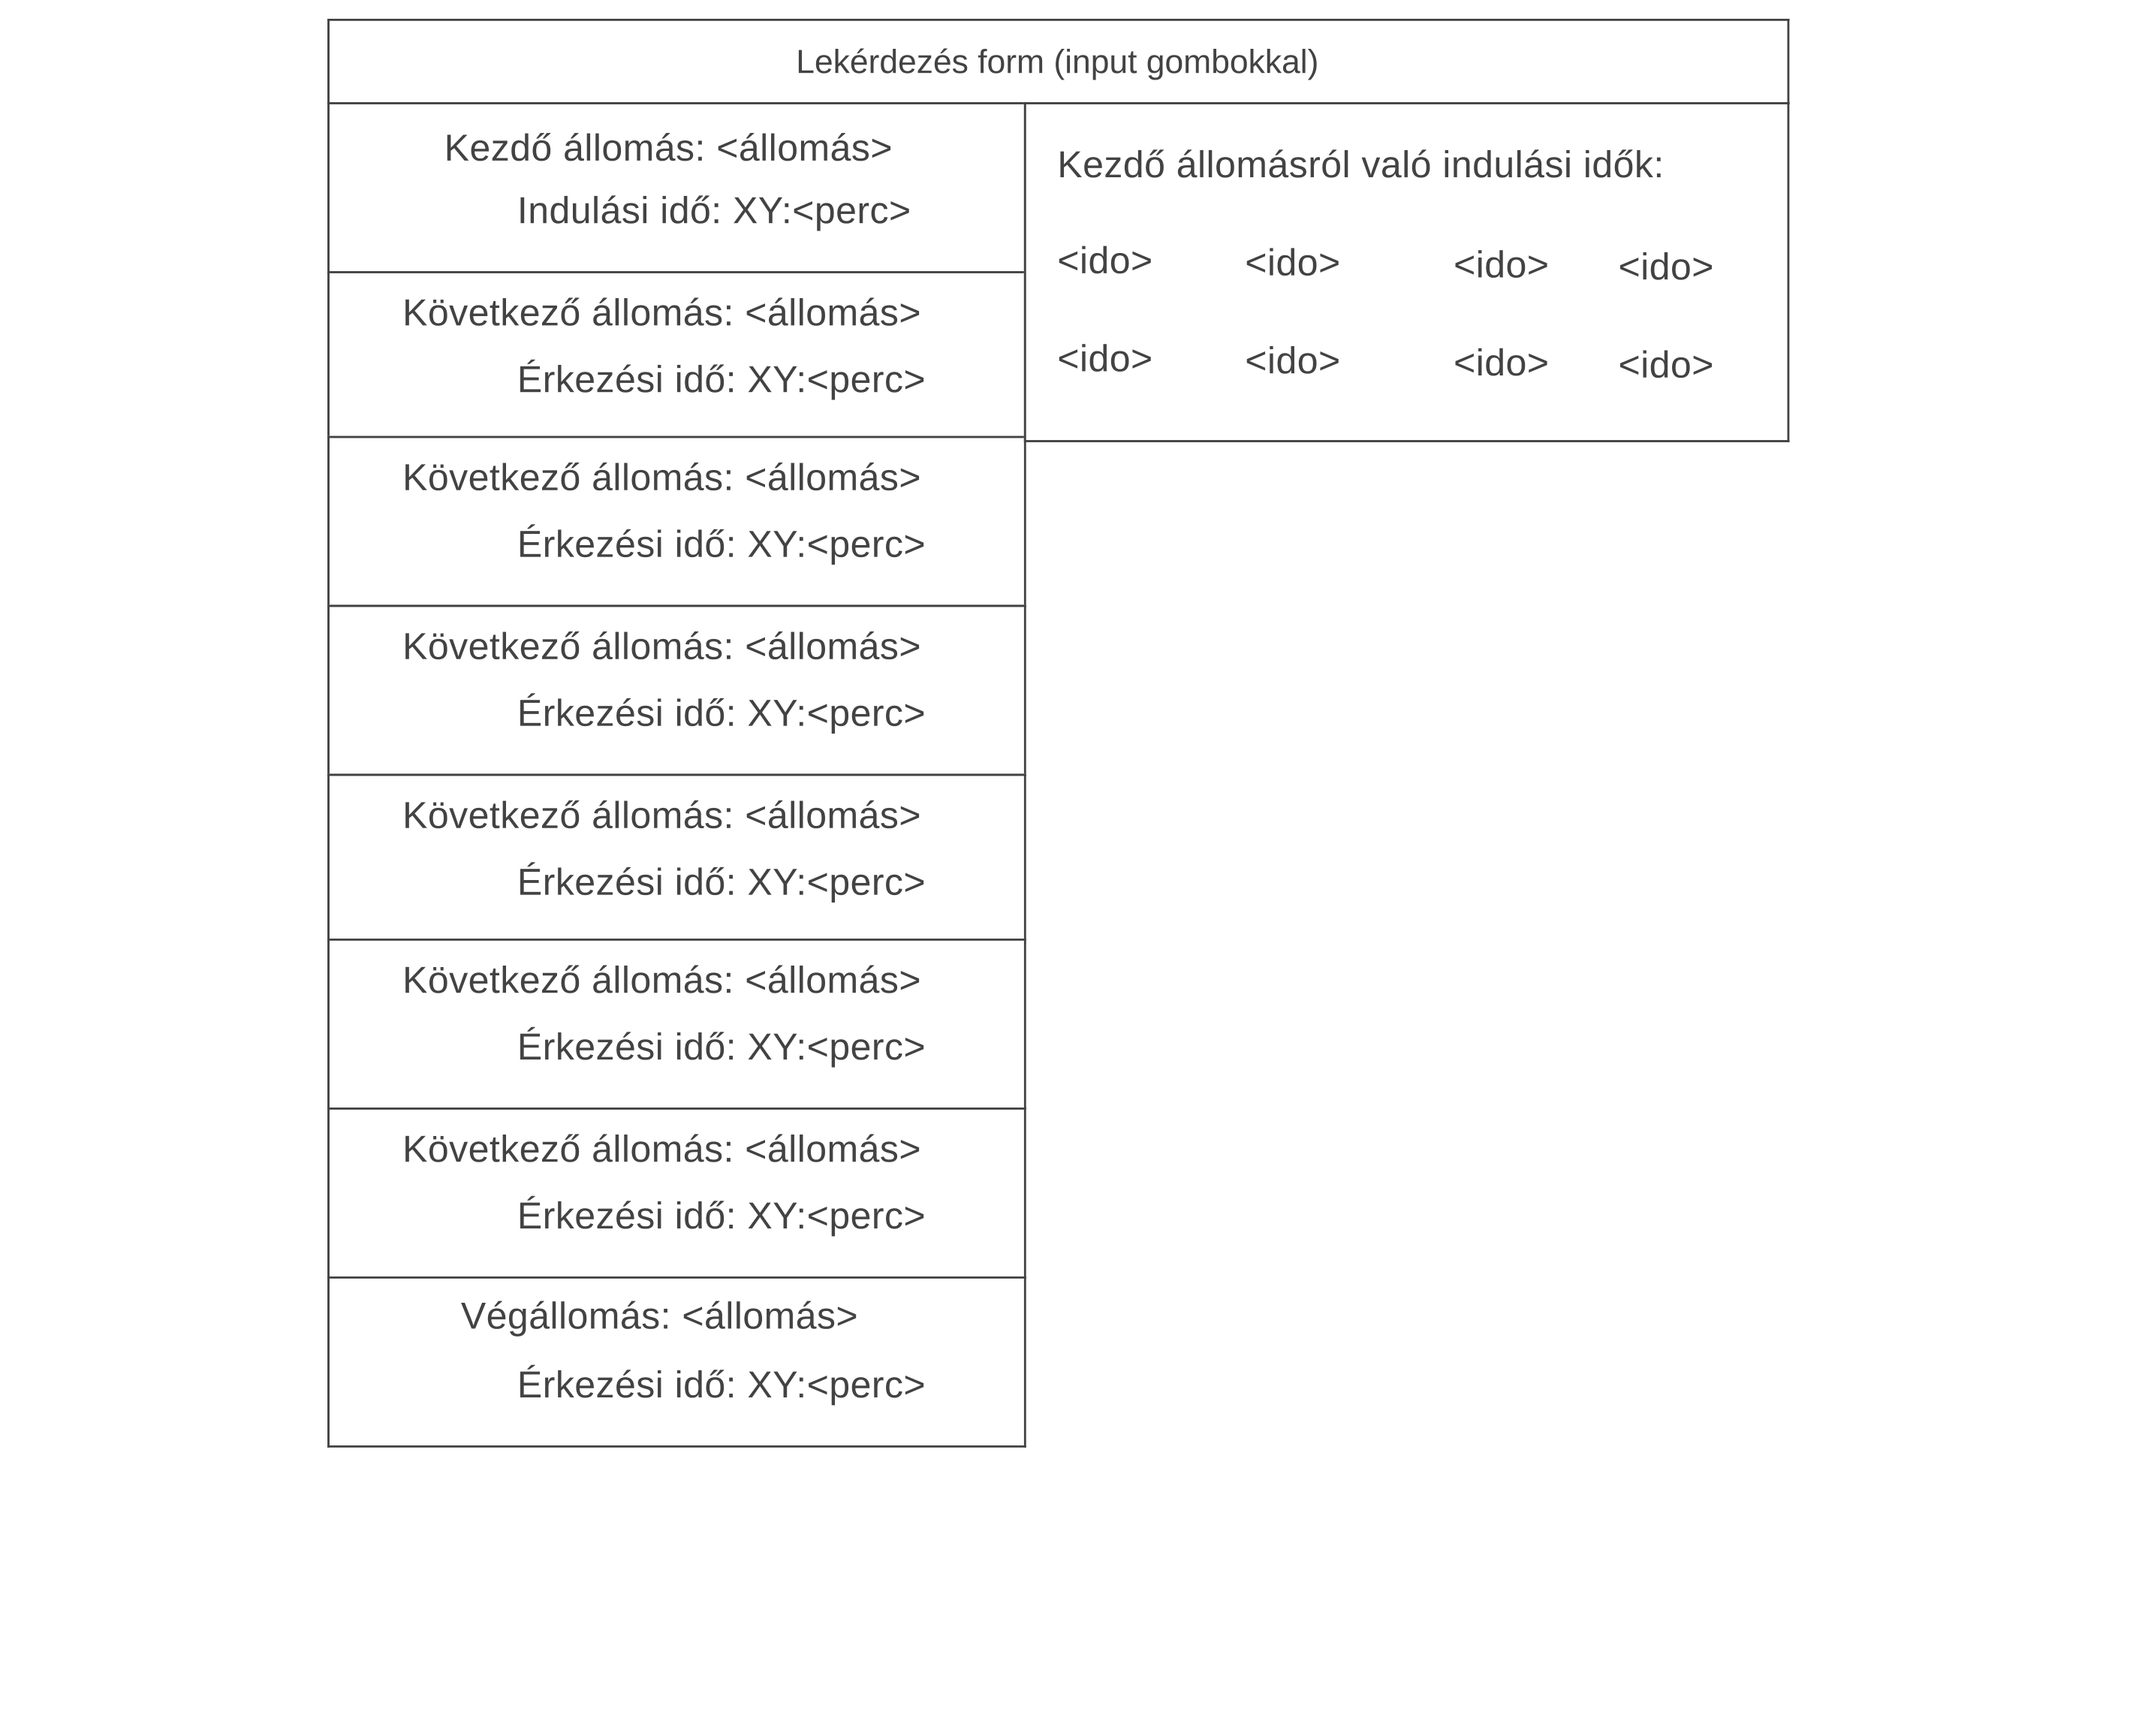 Lekérdezés form (input gombokkal)
Kezdő állomás: <állomás>
Indulási idő: XY:<perc>
Következő állomás: <állomás>
Érkezési idő: XY:<perc>
Következő állomás: <állomás>
Érkezési idő: XY:<perc>
Következő állomás: <állomás>
Érkezési idő: XY:<perc>
Következő állomás: <állomás>
Érkezési idő: XY:<perc>
Következő állomás: <állomás>
Érkezési idő: XY:<perc>
Következő állomás: <állomás>
Érkezési idő: XY:<perc>
Végállomás: <állomás>
Érkezési idő: XY:<perc>
Kezdő állomásról való indulási idők:
<ido> <ido> <ido> <ido>
<ido> <ido> <ido> <ido>